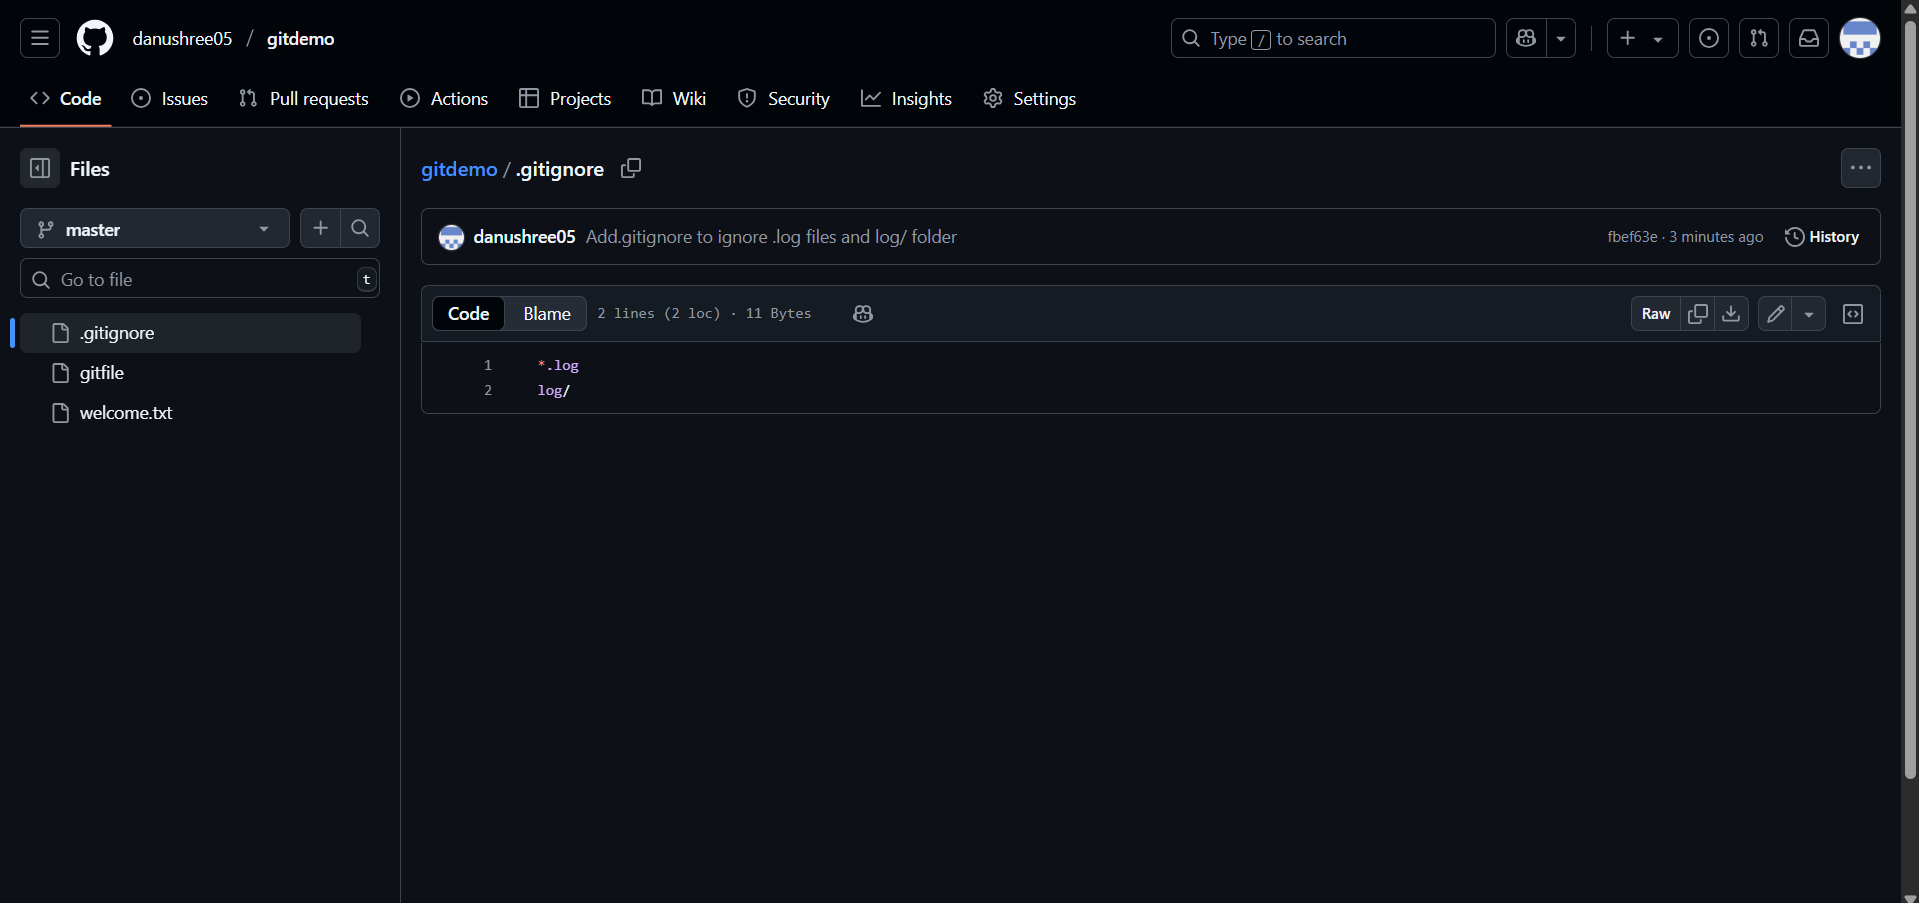 danushree05 / gitdemo
Type / to search
Code Issues Pull requests Actions Projects Wiki Security Insights Settings
Files
master
Go to file t
.gitignore
gitfile
welcome.txt
gitdemo / .gitignore
danushree05 Add.gitignore to ignore .log files and log/ folder
fbef63e · 3 minutes ago History
Code Blame 2 lines (2 loc) · 11 Bytes
Raw
1 *.log
2 log/